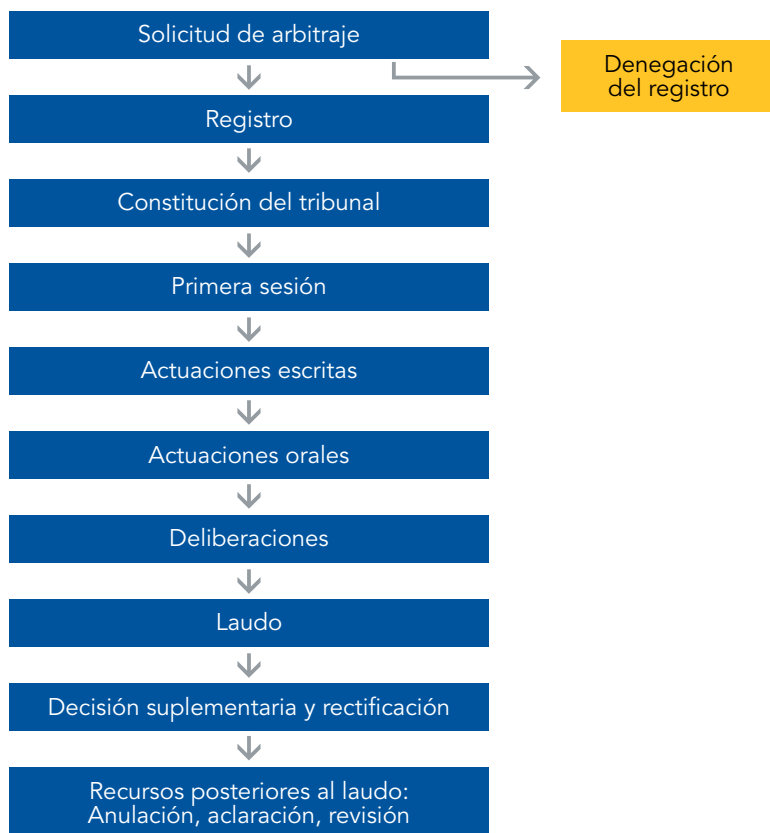 Solicitud de arbitraje
Denegación
del registro
Registro
Constitución del tribunal
Primera sesión
Actuaciones escritas
Actuaciones orales
Deliberaciones
Laudo
Decisión suplementaria y rectificación
Recursos posteriores al laudo:
Anulación, aclaración, revisión